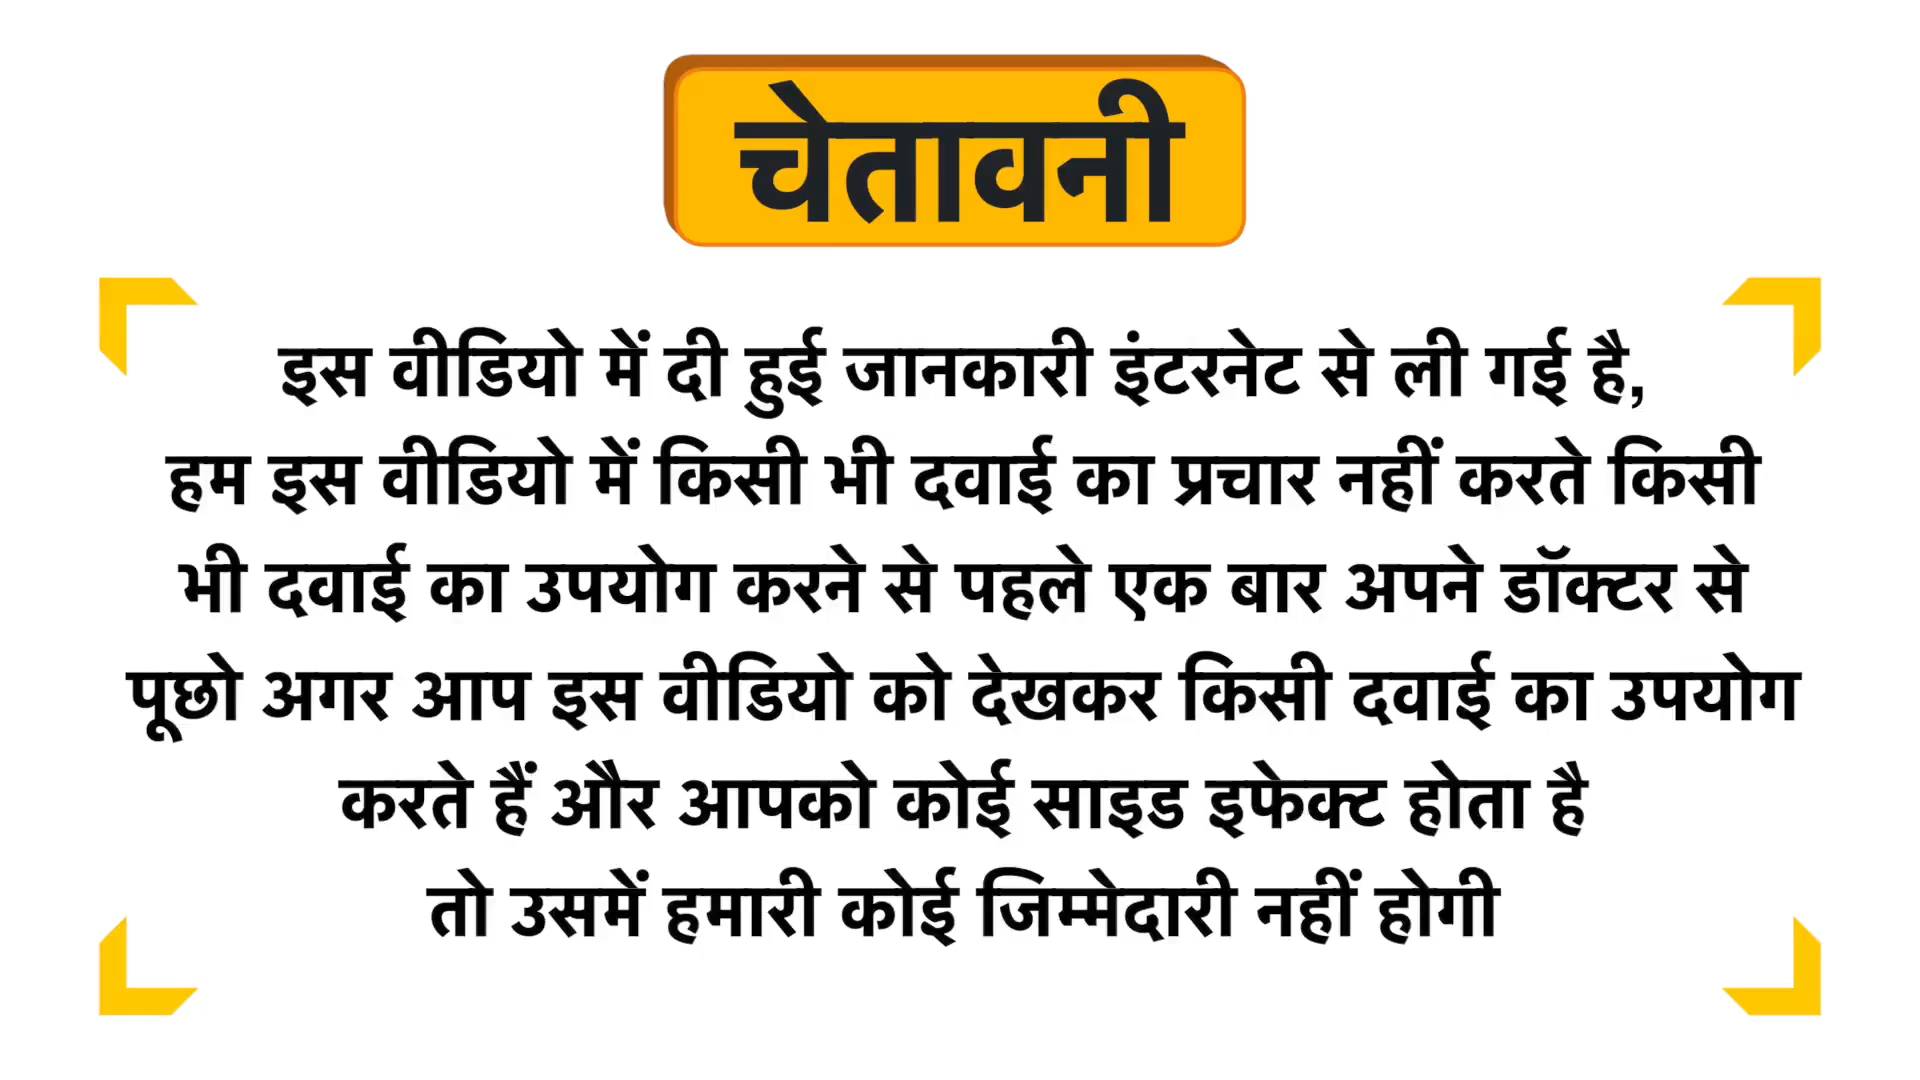 चेतावनी
इस वीडियो में दी हुई जानकारी इंटरनेट से ली गई है,
हम इस वीडियो में किसी भी दवाई का प्रचार नहीं करते किसी
भी दवाई का उपयोग करने से पहले एक बार अपने डॉक्टर से
पूछो अगर आप इस वीडियो को देखकर किसी दवाई का उपयोग
करते हैं और आपको कोई साइड इफेक्ट होता है
तो उसमें हमारी कोई जिम्मेदारी नहीं होगी